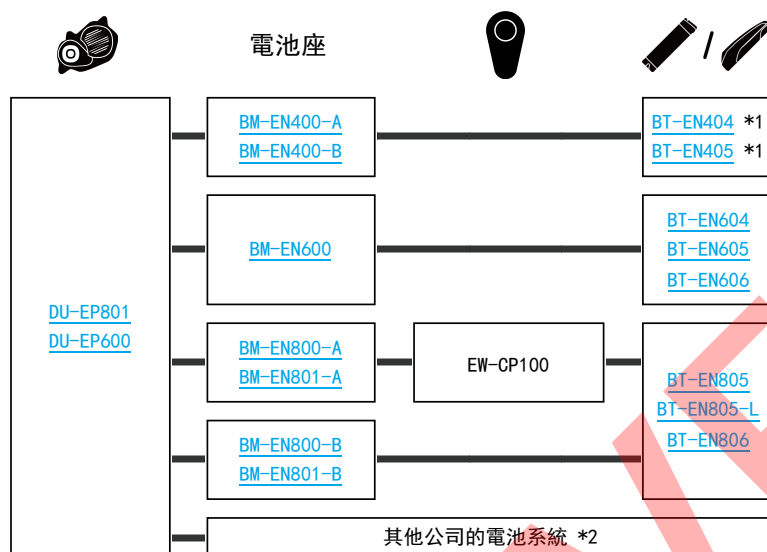 電池座
/
DU-EP801
DU-EP600
BM-EN400-A
BM-EN400-B
BT-EN404 *1
BT-EN405 *1
BM-EN600
BT-EN604
BT-EN605
BT-EN606
BM-EN800-A
BM-EN801-A
EW-CP100
BT-EN805
BT-EN805-L
BT-EN806
BM-EN800-B
BM-EN801-B
其他公司的電池系統 *2